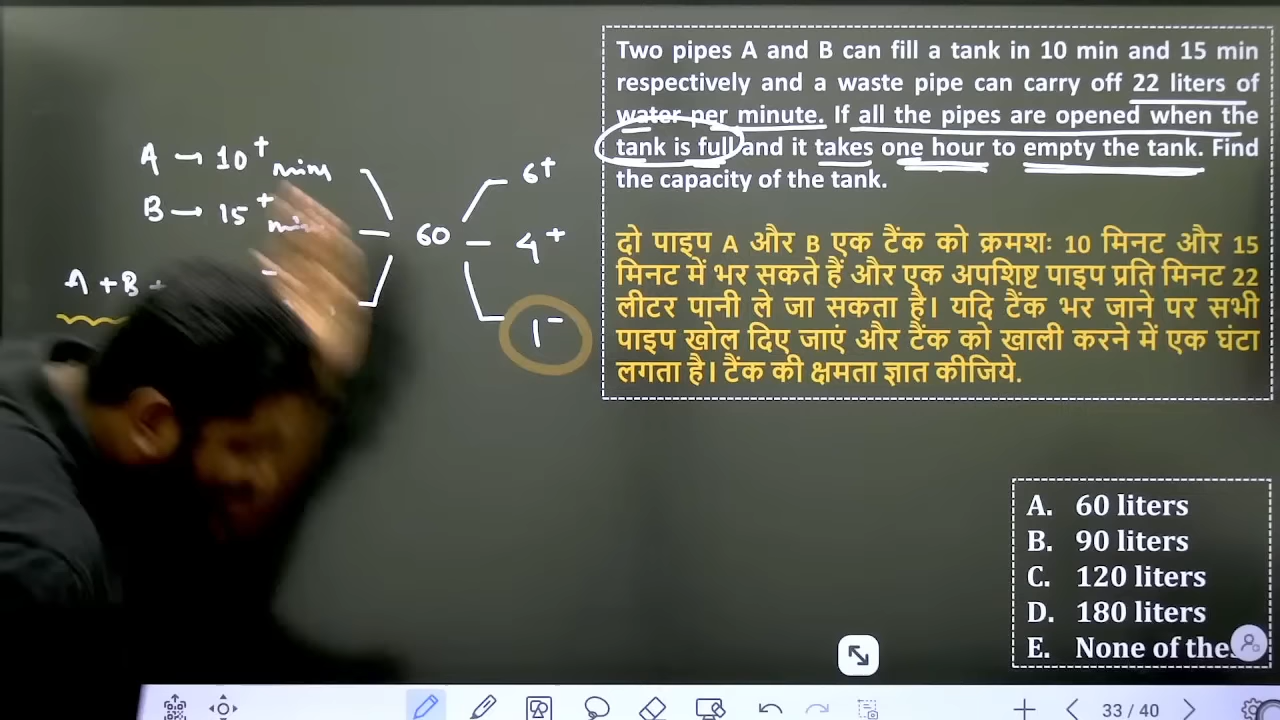 Two pipes A and B can fill a tank in 10 min and 15 min
respectively and a waste pipe can carry off 22 liters of
water per minute. If all the pipes are opened when the
tank is full and it takes one hour to empty the tank. Find
the capacity of the tank.
दो पाइप A और B एक टैंक को क्रमशः 10 मिनट और 15
मिनट में भर सकते हैं और एक अपशिष्ट पाइप प्रति मिनट 22
लीटर पानी ले जा सकता है। यदि टैंक भर जाने पर सभी
पाइप खोल दिए जाएं और टैंक को खाली करने में एक घंटा
लगता है। टैंक की क्षमता ज्ञात कीजिये.
A → 10+ mins
B → 15+
A + B +
60
6+
4+
1-
A. 60 liters
B. 90 liters
C. 120 liters
D. 180 liters
E. None of
33 / 40